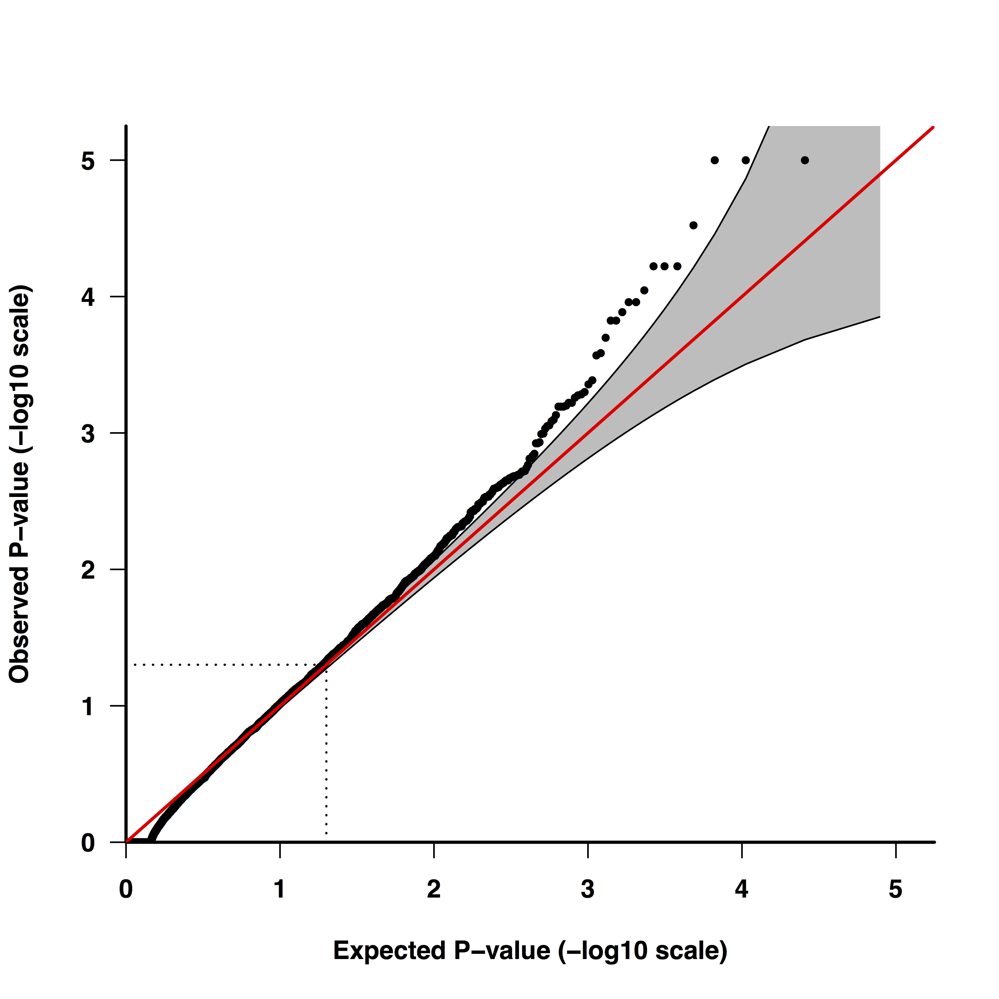 Observed P−value (−log10 scale)
5
4
3
2
1
0
0 1 2 3 4 5
Expected P−value (−log10 scale)